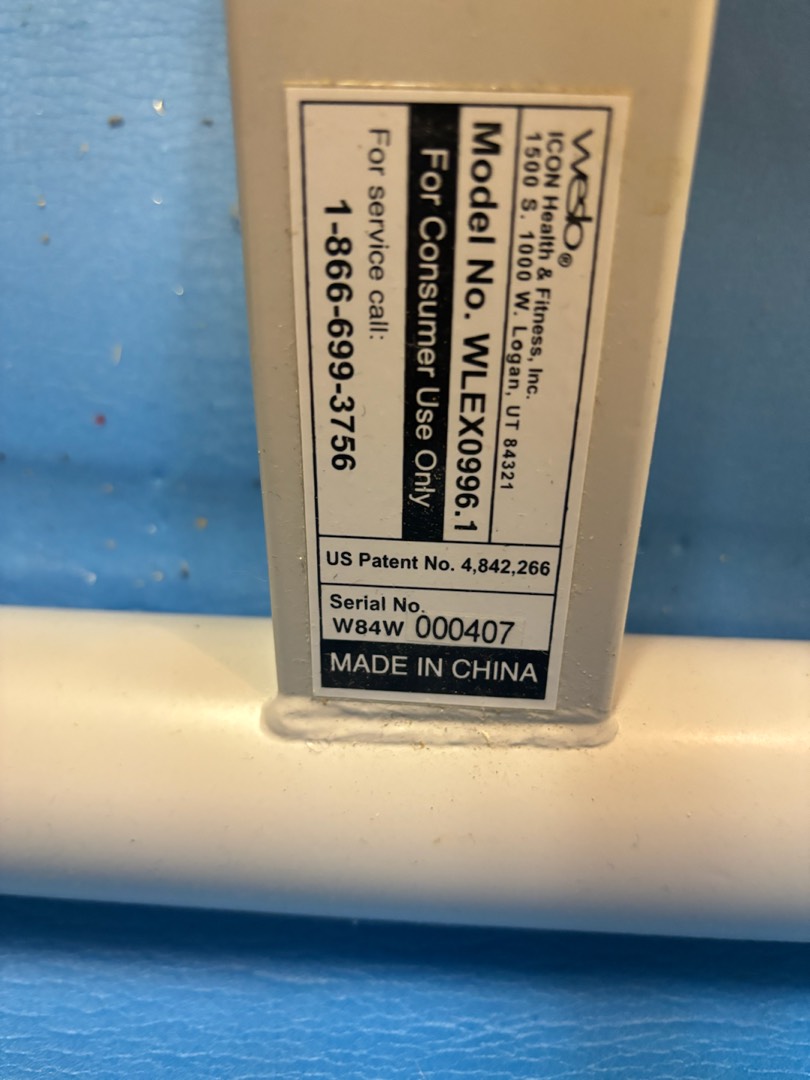 weslo®
ICON Health & Fitness, Inc.
1500 S. 1000 W. Logan, UT 84321
Model No. WLEX0996.1
For Consumer Use Only
For service call:
1-866-699-3756
US Patent No. 4,842,266
Serial No.
W84W 000407
MADE IN CHINA